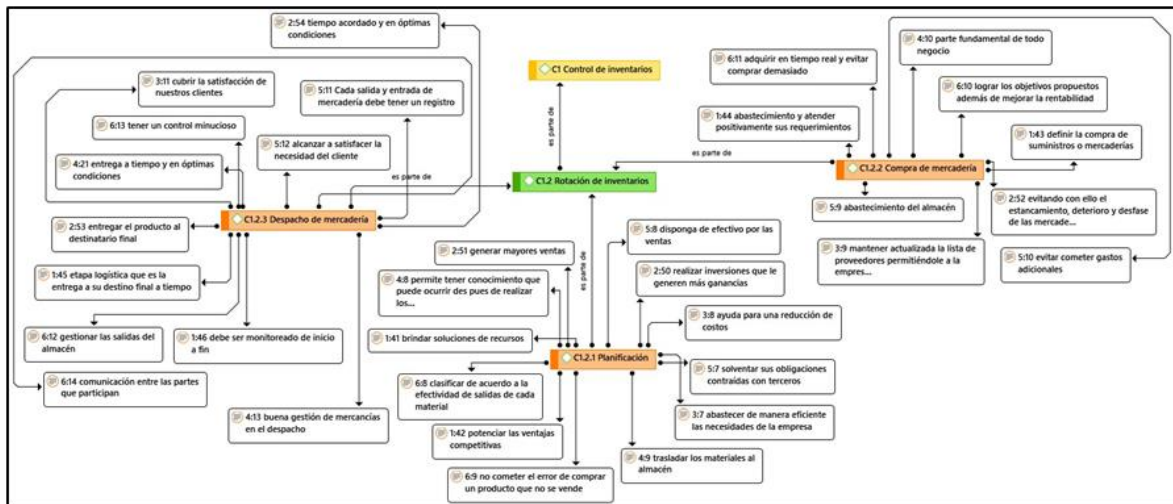 2:54 tiempo acordado y en óptimas
condiciones
3:11 cubrir la satisfacción de
nuestros clientes
5:11 Cada salida y entrada de
mercadería debe tener un registro
6:13 tener un control minucioso
5:12 alcanzar a satisfacer la
necesidad del cliente
4:21 entrega a tiempo y en óptimas
condiciones
es parte de
C1.2.3 Despacho de mercadería
2:53 entregar el producto al
destinatario final
1:45 etapa logística que es la
entrega a su destino final a tiempo
6:12 gestionar las salidas del
almacén
1:46 debe ser monitoreado de inicio
a fin
6:14 comunicación entre las partes
que participan
4:13 buena gestión de mercancías
en el despacho
C1 Control de inventarios
es parte de
C1.2 Rotación de inventarios
es parte de
es parte de
4:10 parte fundamental de todo
negocio
6:11 adquirir en tiempo real y evitar
comprar demasiado
6:10 lograr los objetivos propuestos
además de mejorar la rentabilidad
1:44 abastecimiento y atender
positivamente sus requerimientos
1:43 definir la compra de
suministros o mercaderías
C1.2.2 Compra de mercadería
5:9 abastecimiento del almacén
2:52 evitando con ello el
estancamiento, deterioro y desfase
de las mercade...
3:9 mantener actualizada la lista de
proveedores permitiéndole a la
empres...
5:10 evitar cometer gastos
adicionales
5:8 disponga de efectivo por las
ventas
2:51 generar mayores ventas
2:50 realizar inversiones que le
generen más ganancias
4:8 permite tener conocimiento que
puede ocurrir des pues de realizar
los...
3:8 ayuda para una reducción de
costos
1:41 brindar soluciones de recursos
C1.2.1 Planificación
5:7 solventar sus obligaciones
contraídas con terceros
6:8 clasificar de acuerdo a la
efectividad de salidas de cada
material
3:7 abastecer de manera eficiente
las necesidades de la empresa
1:42 potenciar las ventajas
competitivas
4:9 trasladar los materiales al
almacén
6:9 no cometer el error de comprar
un producto que no se vende